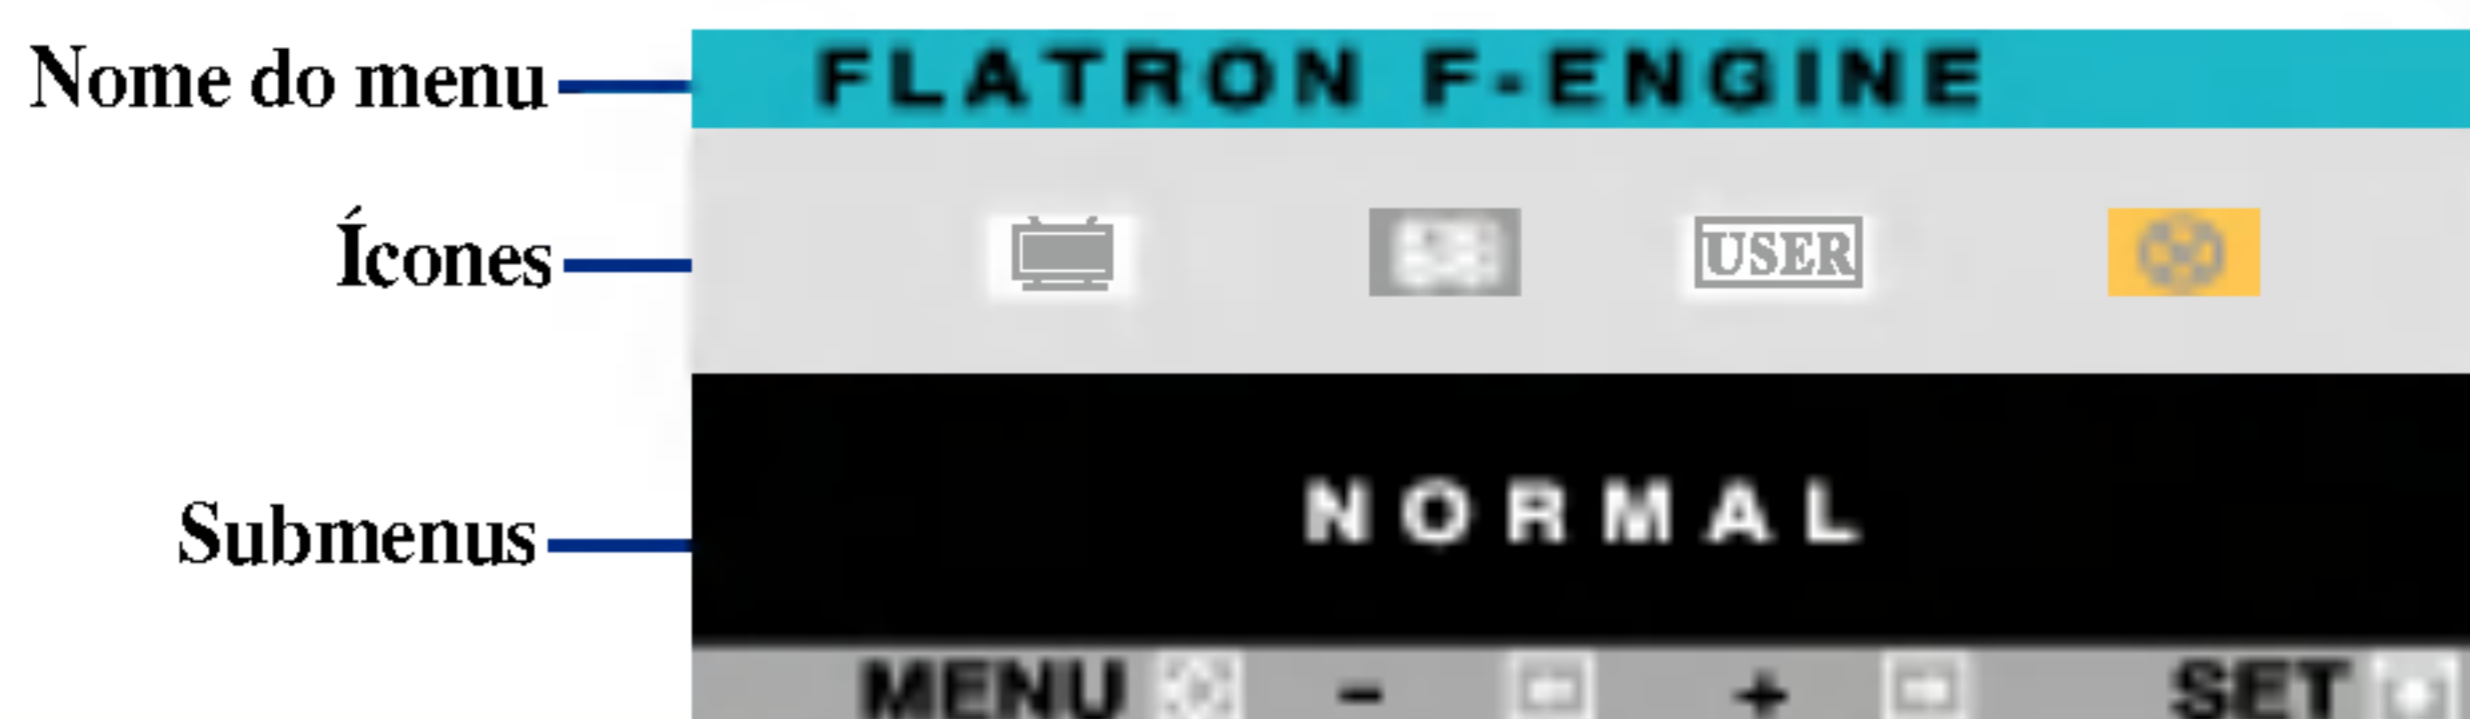 Nome do menu
FLATRON F-ENGINE
Ícones
USER
Submenus
NORMAL
MENU - + SET